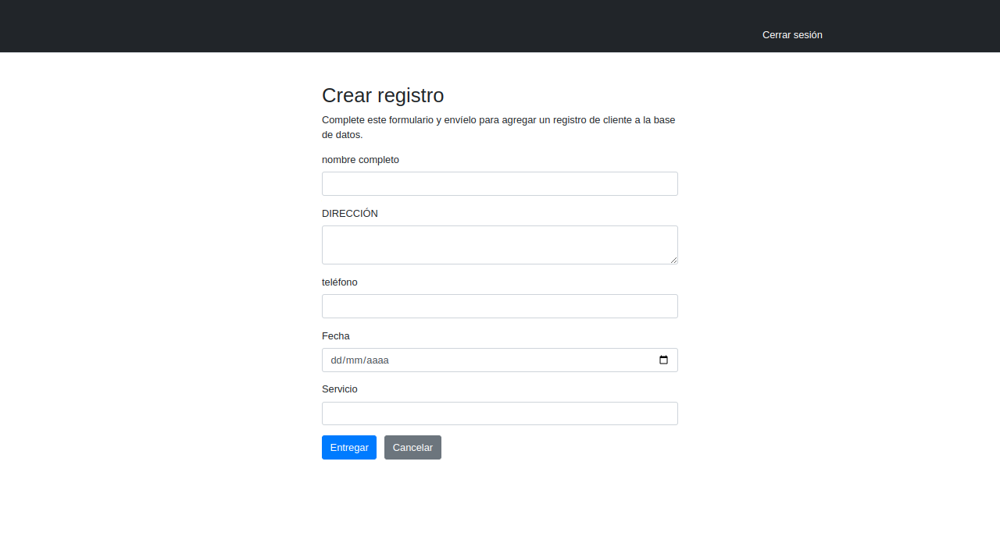 Cerrar sesión
Crear registro
Complete este formulario y envíelo para agregar un registro de cliente a la base
de datos.
nombre completo
DIRECCIÓN
teléfono
Fecha
dd/mm/aaaa
Servicio
Entregar Cancelar